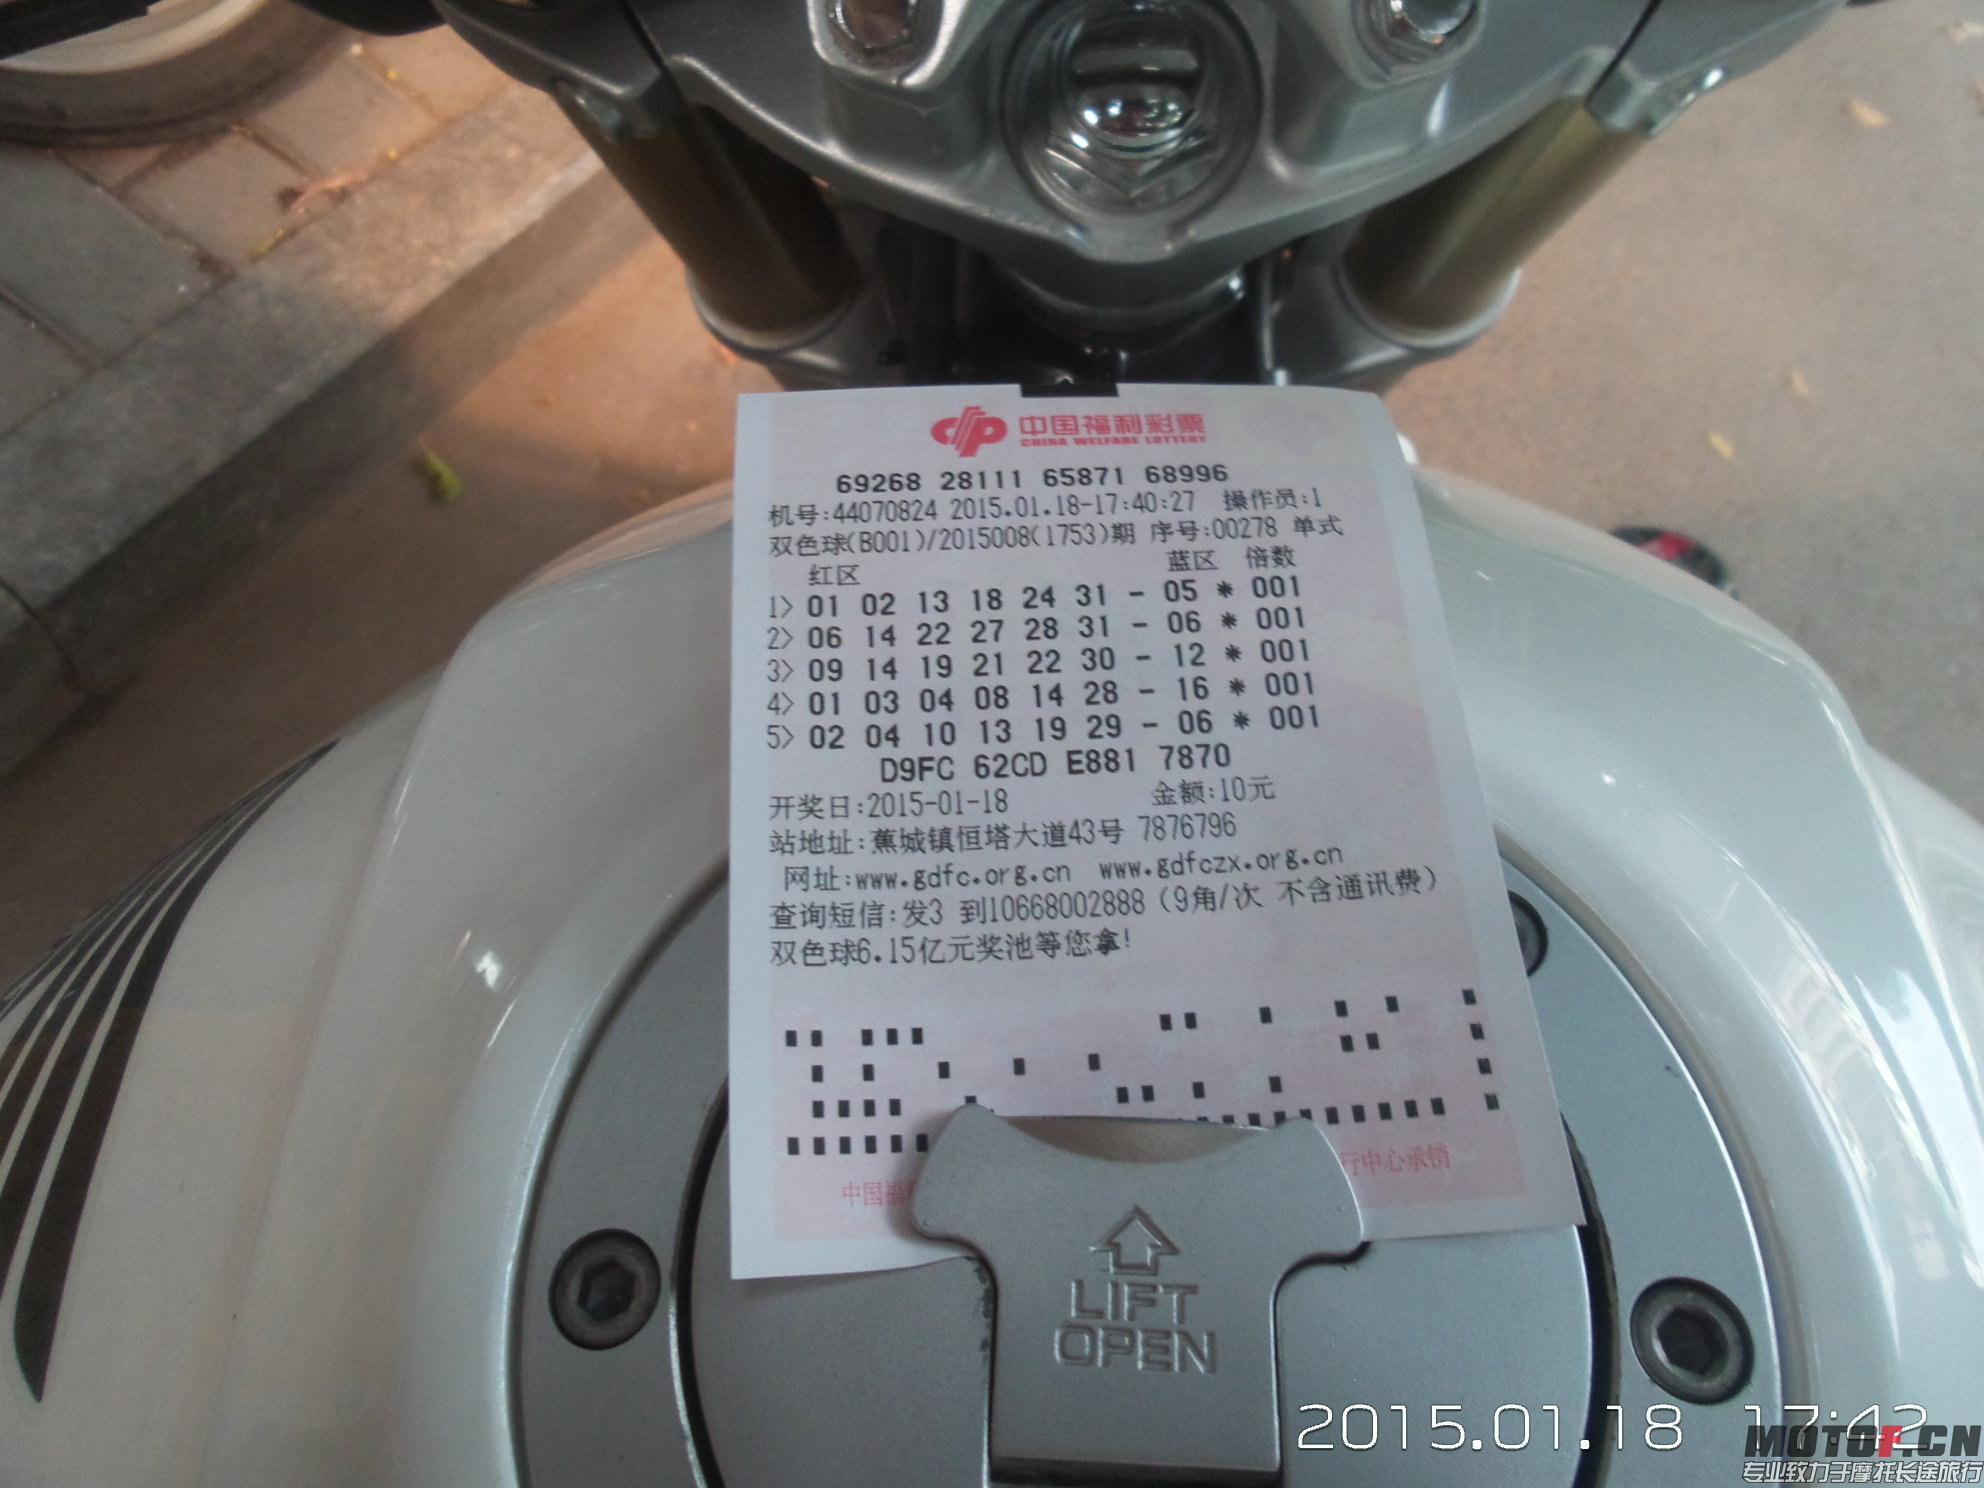 中国福利彩票
CHINA WELFARE LOTTERY
69268 28111 65871 68996
机号:44070824 2015.01.18-17:40:27 操作员:1
双色球(B001)/2015008(1753)期 序号:00278 单式
红区 蓝区 倍数
1> 01 02 13 18 24 31 - 05 * 001
2> 06 14 22 27 28 31 - 06 * 001
3> 09 14 19 21 22 30 - 12 * 001
4> 01 03 04 08 14 28 - 16 * 001
5> 02 04 10 13 19 29 - 06 * 001
D9FC 62CD E881 7870
开奖日:2015-01-18 金额:10元
站地址:蕉城镇恒塔大道43号 7876796
网址:www.gdfc.org.cn www.gdfczx.org.cn
查询短信:发3 到10668002888 (9角/次 不含通讯费)
双色球6.15亿元奖池等您拿!
中国福 行中心承销
LIFT
OPEN
2015.01.18 17:42
MOTOF.CN
专业致力于摩托长途旅行